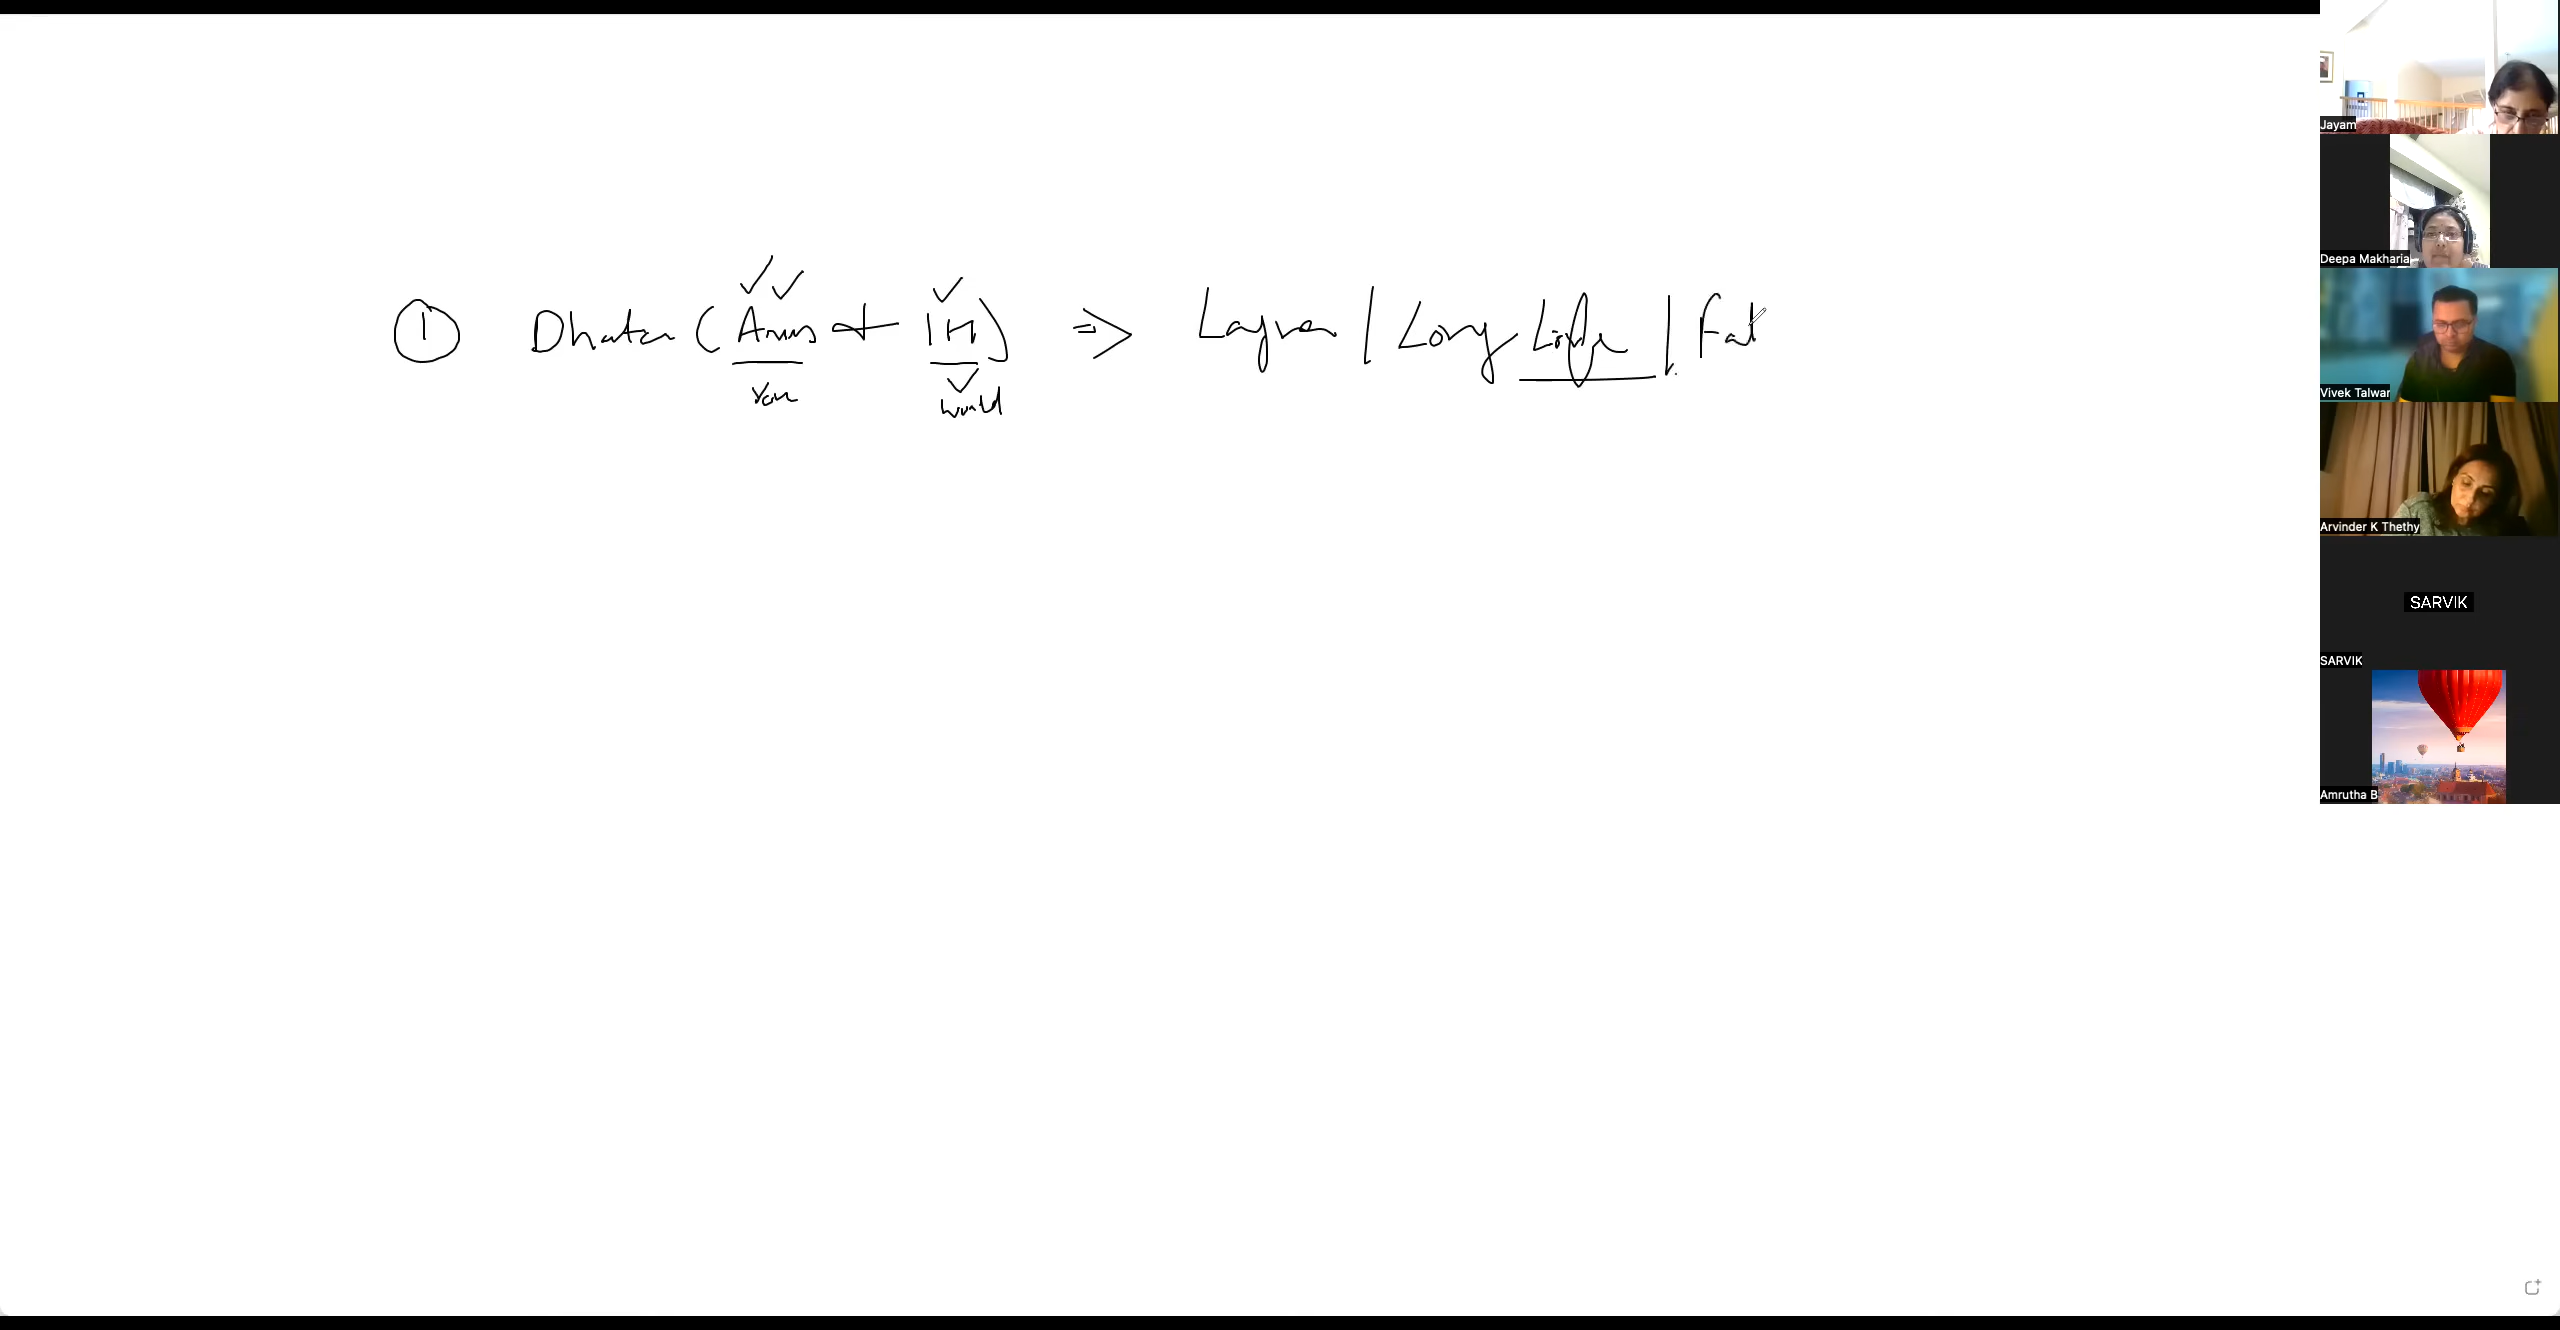 ① Dhata (Arms + 1H) ⇒ Lagna | Long Life | Fat
You
World
Jayam
Deepa Makharia
Vivek Talwar
Arvinder K Thethy
SARVIK
SARVIK
Amrutha B